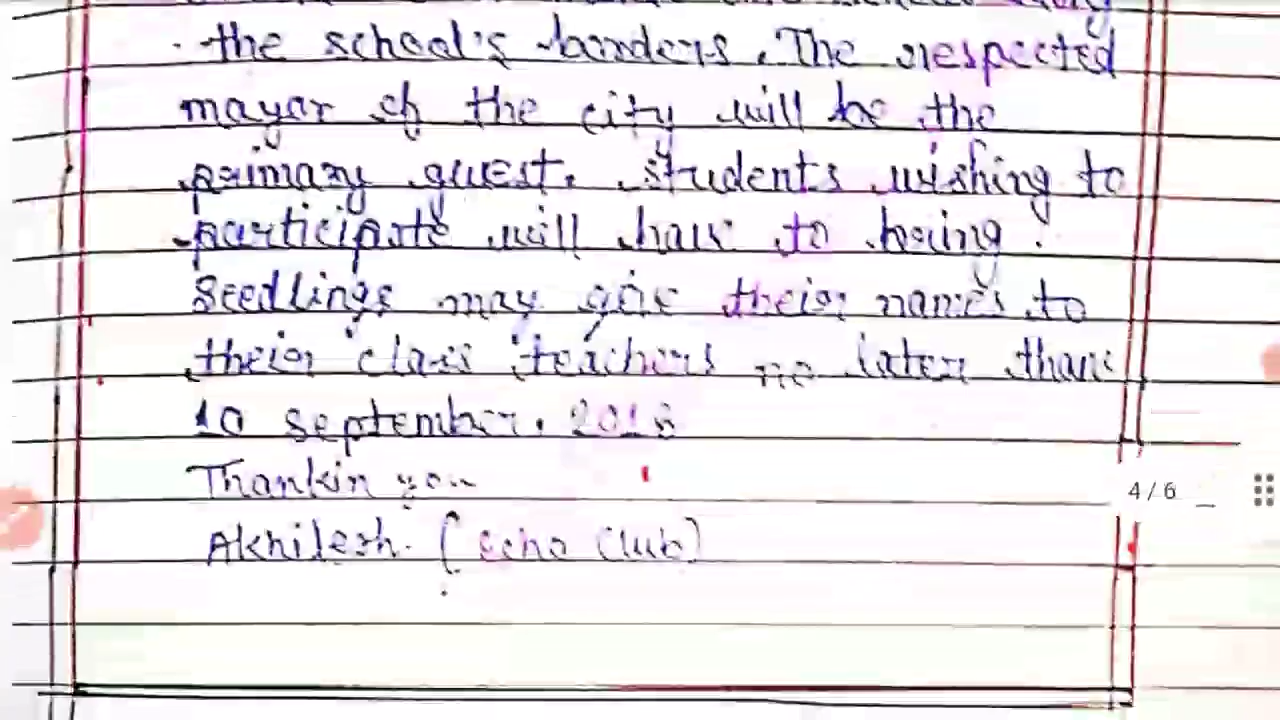 the school's borders. The respected
mayor of the city will be the
primary guest. Students wishing to
participate will have to bring
Seedlings may give their names to
their class teachers no later than
10 september. 2018
Thankin you
Akhilesh. (Echo Club)
4 / 6